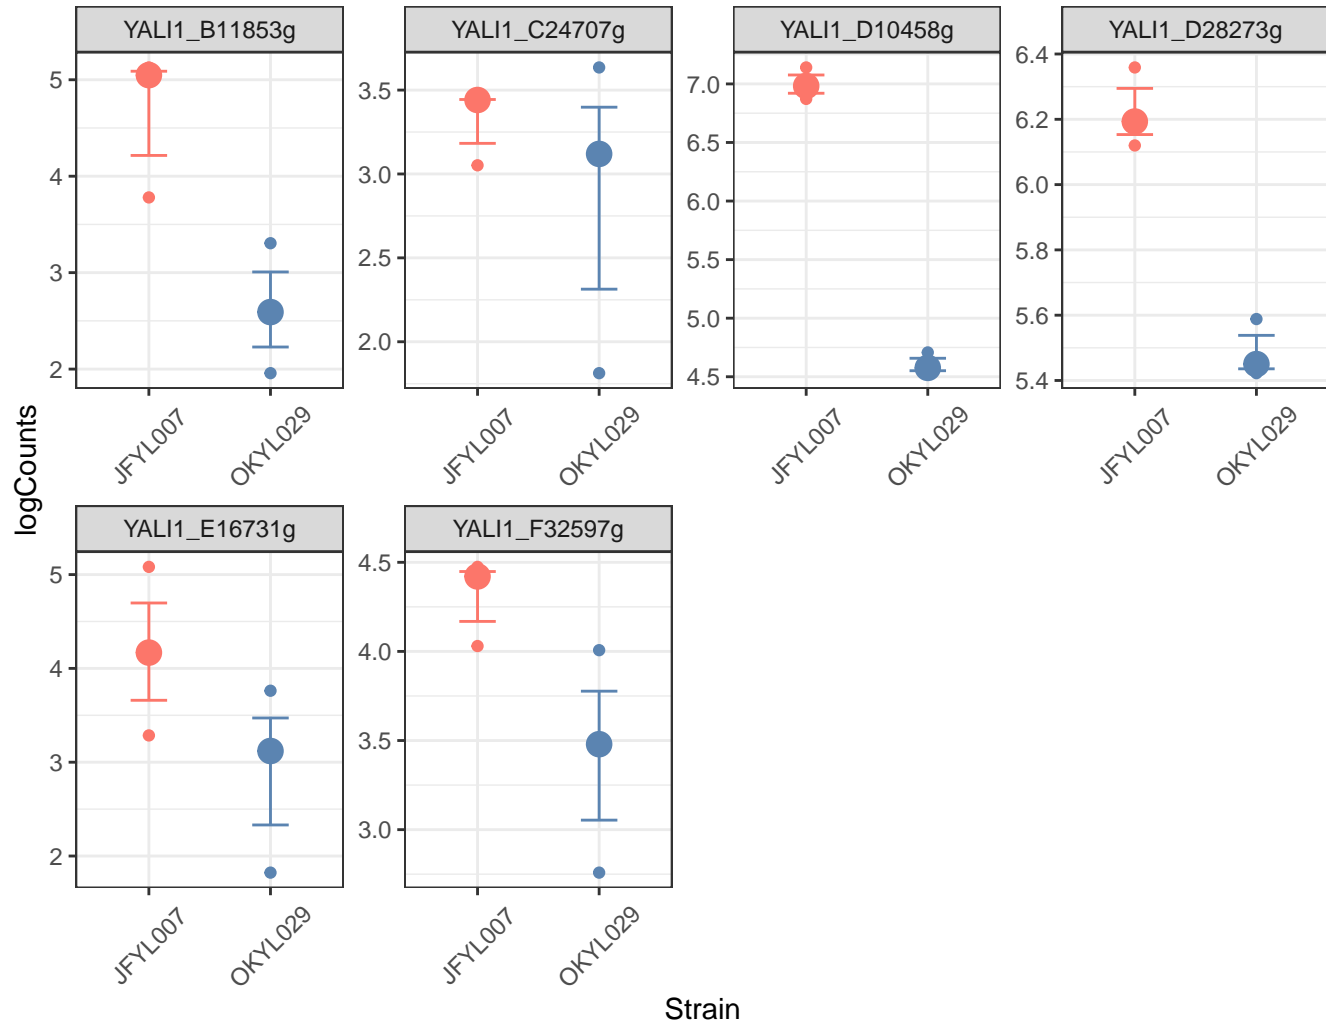 YALI1_B11853g
YALI1_C24707g
YALI1_D10458g
YALI1_D28273g
5
4
3
2
3.5
3.0
2.5
2.0
7.0
6.5
6.0
5.5
5.0
4.5
6.4
6.2
6.0
5.8
5.6
5.4
JFYL007
OKYL029
JFYL007
OKYL029
JFYL007
OKYL029
JFYL007
OKYL029
logCounts
YALI1_E16731g
YALI1_F32597g
5
4
3
2
4.5
4.0
3.5
3.0
JFYL007
OKYL029
JFYL007
OKYL029
Strain